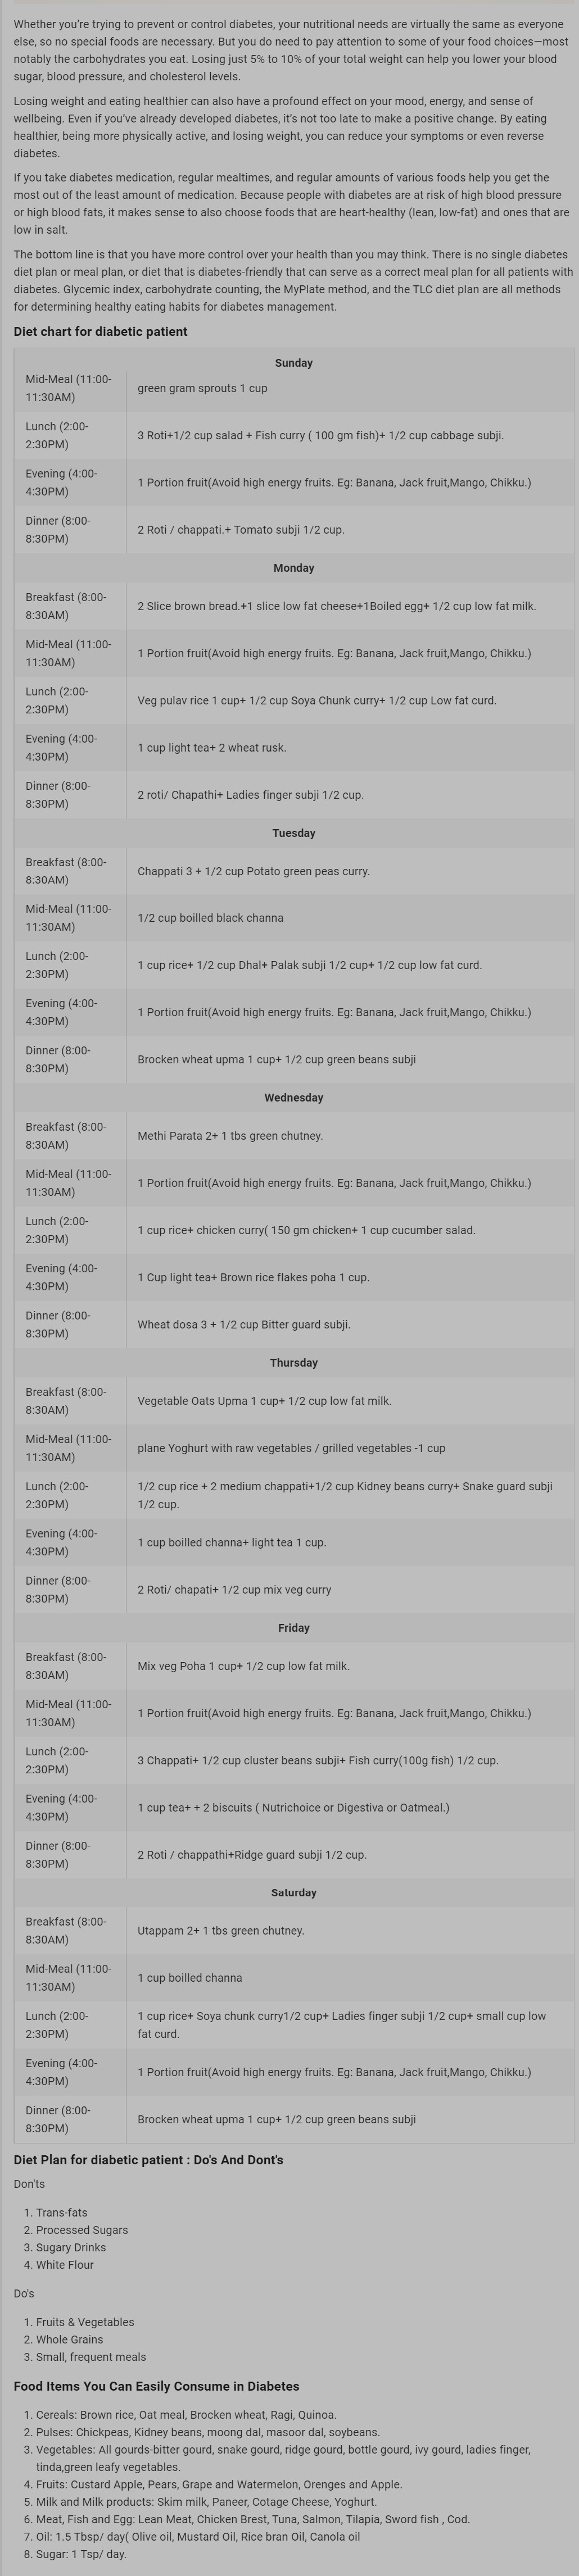 Whether you’re trying to prevent or control diabetes, your nutritional needs are virtually the same as everyone
else, so no special foods are necessary. But you do need to pay attention to some of your food choices—most
notably the carbohydrates you eat. Losing just 5% to 10% of your total weight can help you lower your blood
sugar, blood pressure, and cholesterol levels.
Losing weight and eating healthier can also have a profound effect on your mood, energy, and sense of
wellbeing. Even if you’ve already developed diabetes, it’s not too late to make a positive change. By eating
healthier, being more physically active, and losing weight, you can reduce your symptoms or even reverse
diabetes.
If you take diabetes medication, regular mealtimes, and regular amounts of various foods help you get the
most out of the least amount of medication. Because people with diabetes are at risk of high blood pressure
or high blood fats, it makes sense to also choose foods that are heart-healthy (lean, low-fat) and ones that are
low in salt.
The bottom line is that you have more control over your health than you may think. There is no single diabetes
diet plan or meal plan, or diet that is diabetes-friendly that can serve as a correct meal plan for all patients with
diabetes. Glycemic index, carbohydrate counting, the MyPlate method, and the TLC diet plan are all methods
for determining healthy eating habits for diabetes management.
Diet chart for diabetic patient
Sunday
Mid-Meal (11:00-
11:30AM)
green gram sprouts 1 cup
Lunch (2:00-
2:30PM)
3 Roti+1/2 cup salad + Fish curry ( 100 gm fish)+ 1/2 cup cabbage subji.
Evening (4:00-
4:30PM)
1 Portion fruit(Avoid high energy fruits. Eg: Banana, Jack fruit,Mango, Chikku.)
Dinner (8:00-
8:30PM)
2 Roti / chappati.+ Tomato subji 1/2 cup.
Monday
Breakfast (8:00-
8:30AM)
2 Slice brown bread.+1 slice low fat cheese+1Boiled egg+ 1/2 cup low fat milk.
Mid-Meal (11:00-
11:30AM)
1 Portion fruit(Avoid high energy fruits. Eg: Banana, Jack fruit,Mango, Chikku.)
Lunch (2:00-
2:30PM)
Veg pulav rice 1 cup+ 1/2 cup Soya Chunk curry+ 1/2 cup Low fat curd.
Evening (4:00-
4:30PM)
1 cup light tea+ 2 wheat rusk.
Dinner (8:00-
8:30PM)
2 roti/ Chapathi+ Ladies finger subji 1/2 cup.
Tuesday
Breakfast (8:00-
8:30AM)
Chappati 3 + 1/2 cup Potato green peas curry.
Mid-Meal (11:00-
11:30AM)
1/2 cup boilled black channa
Lunch (2:00-
2:30PM)
1 cup rice+ 1/2 cup Dhal+ Palak subji 1/2 cup+ 1/2 cup low fat curd.
Evening (4:00-
4:30PM)
1 Portion fruit(Avoid high energy fruits. Eg: Banana, Jack fruit,Mango, Chikku.)
Dinner (8:00-
8:30PM)
Brocken wheat upma 1 cup+ 1/2 cup green beans subji
Wednesday
Breakfast (8:00-
8:30AM)
Methi Parata 2+ 1 tbs green chutney.
Mid-Meal (11:00-
11:30AM)
1 Portion fruit(Avoid high energy fruits. Eg: Banana, Jack fruit,Mango, Chikku.)
Lunch (2:00-
2:30PM)
1 cup rice+ chicken curry( 150 gm chicken+ 1 cup cucumber salad.
Evening (4:00-
4:30PM)
1 Cup light tea+ Brown rice flakes poha 1 cup.
Dinner (8:00-
8:30PM)
Wheat dosa 3 + 1/2 cup Bitter guard subji.
Thursday
Breakfast (8:00-
8:30AM)
Vegetable Oats Upma 1 cup+ 1/2 cup low fat milk.
Mid-Meal (11:00-
11:30AM)
plane Yoghurt with raw vegetables / grilled vegetables -1 cup
Lunch (2:00-
2:30PM)
1/2 cup rice + 2 medium chappati+1/2 cup Kidney beans curry+ Snake guard subji
1/2 cup.
Evening (4:00-
4:30PM)
1 cup boilled channa+ light tea 1 cup.
Dinner (8:00-
8:30PM)
2 Roti/ chapati+ 1/2 cup mix veg curry
Friday
Breakfast (8:00-
8:30AM)
Mix veg Poha 1 cup+ 1/2 cup low fat milk.
Mid-Meal (11:00-
11:30AM)
1 Portion fruit(Avoid high energy fruits. Eg: Banana, Jack fruit,Mango, Chikku.)
Lunch (2:00-
2:30PM)
3 Chappati+ 1/2 cup cluster beans subji+ Fish curry(100g fish) 1/2 cup.
Evening (4:00-
4:30PM)
1 cup tea+ + 2 biscuits ( Nutrichoice or Digestiva or Oatmeal.)
Dinner (8:00-
8:30PM)
2 Roti / chappathi+Ridge guard subji 1/2 cup.
Saturday
Breakfast (8:00-
8:30AM)
Utappam 2+ 1 tbs green chutney.
Mid-Meal (11:00-
11:30AM)
1 cup boilled channa
Lunch (2:00-
2:30PM)
1 cup rice+ Soya chunk curry1/2 cup+ Ladies finger subji 1/2 cup+ small cup low
fat curd.
Evening (4:00-
4:30PM)
1 Portion fruit(Avoid high energy fruits. Eg: Banana, Jack fruit,Mango, Chikku.)
Dinner (8:00-
8:30PM)
Brocken wheat upma 1 cup+ 1/2 cup green beans subji
Diet Plan for diabetic patient : Do's And Dont's
Don'ts
1. Trans-fats
2. Processed Sugars
3. Sugary Drinks
4. White Flour
Do's
1. Fruits & Vegetables
2. Whole Grains
3. Small, frequent meals
Food Items You Can Easily Consume in Diabetes
1. Cereals: Brown rice, Oat meal, Brocken wheat, Ragi, Quinoa.
2. Pulses: Chickpeas, Kidney beans, moong dal, masoor dal, soybeans.
3. Vegetables: All gourds-bitter gourd, snake gourd, ridge gourd, bottle gourd, ivy gourd, ladies finger,
tinda,green leafy vegetables.
4. Fruits: Custard Apple, Pears, Grape and Watermelon, Orenges and Apple.
5. Milk and Milk products: Skim milk, Paneer, Cotage Cheese, Yoghurt.
6. Meat, Fish and Egg: Lean Meat, Chicken Brest, Tuna, Salmon, Tilapia, Sword fish , Cod.
7. Oil: 1.5 Tbsp/ day( Olive oil, Mustard Oil, Rice bran Oil, Canola oil
8. Sugar: 1 Tsp/ day.